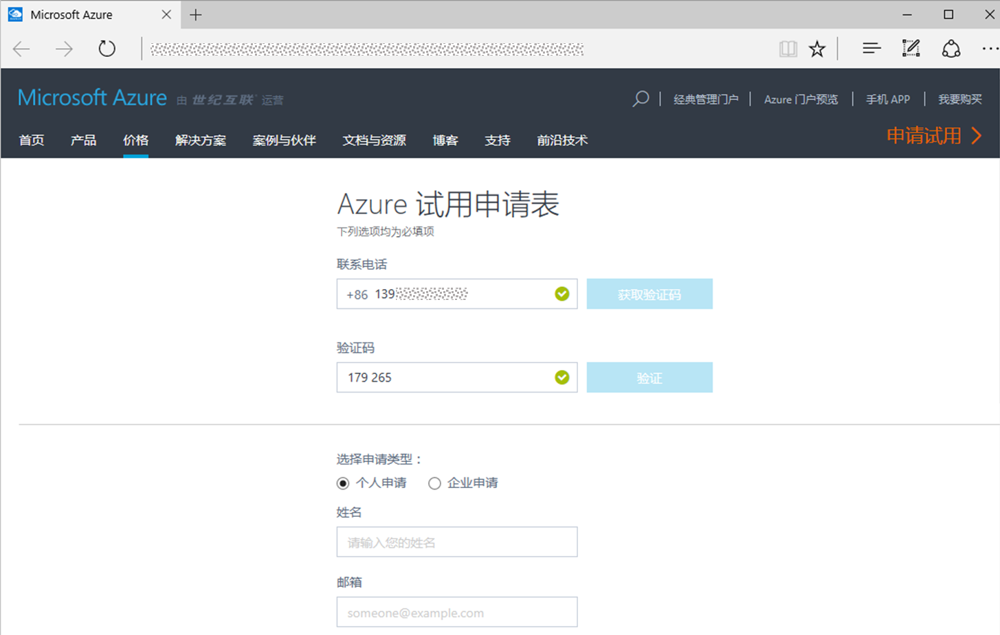 Microsoft Azure
Microsoft Azure 由 世纪互联 运营
经典管理门户 | Azure 门户预览 | 手机 APP | 我要购买
首页 产品 价格 解决方案 案例与伙伴 文档与资源 博客 支持 前沿技术
申请试用
Azure 试用申请表
下列选项均为必填项
联系电话
+86 139
获取验证码
验证码
179 265
验证
选择申请类型：
个人申请 企业申请
姓名
请输入您的姓名
邮箱
someone@example.com